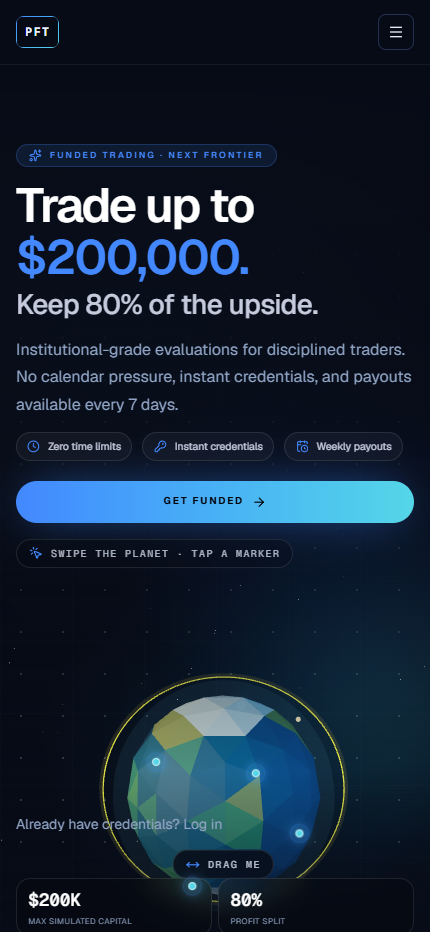 PFT
FUNDED TRADING · NEXT FRONTIER
Trade up to
$200,000.
Keep 80% of the upside.
Institutional-grade evaluations for disciplined traders.
No calendar pressure, instant credentials, and payouts
available every 7 days.
Zero time limits
Instant credentials
Weekly payouts
GET FUNDED →
SWIPE THE PLANET · TAP A MARKER
Already have credentials? Log in
DRAG ME
$200K
MAX SIMULATED CAPITAL
80%
PROFIT SPLIT